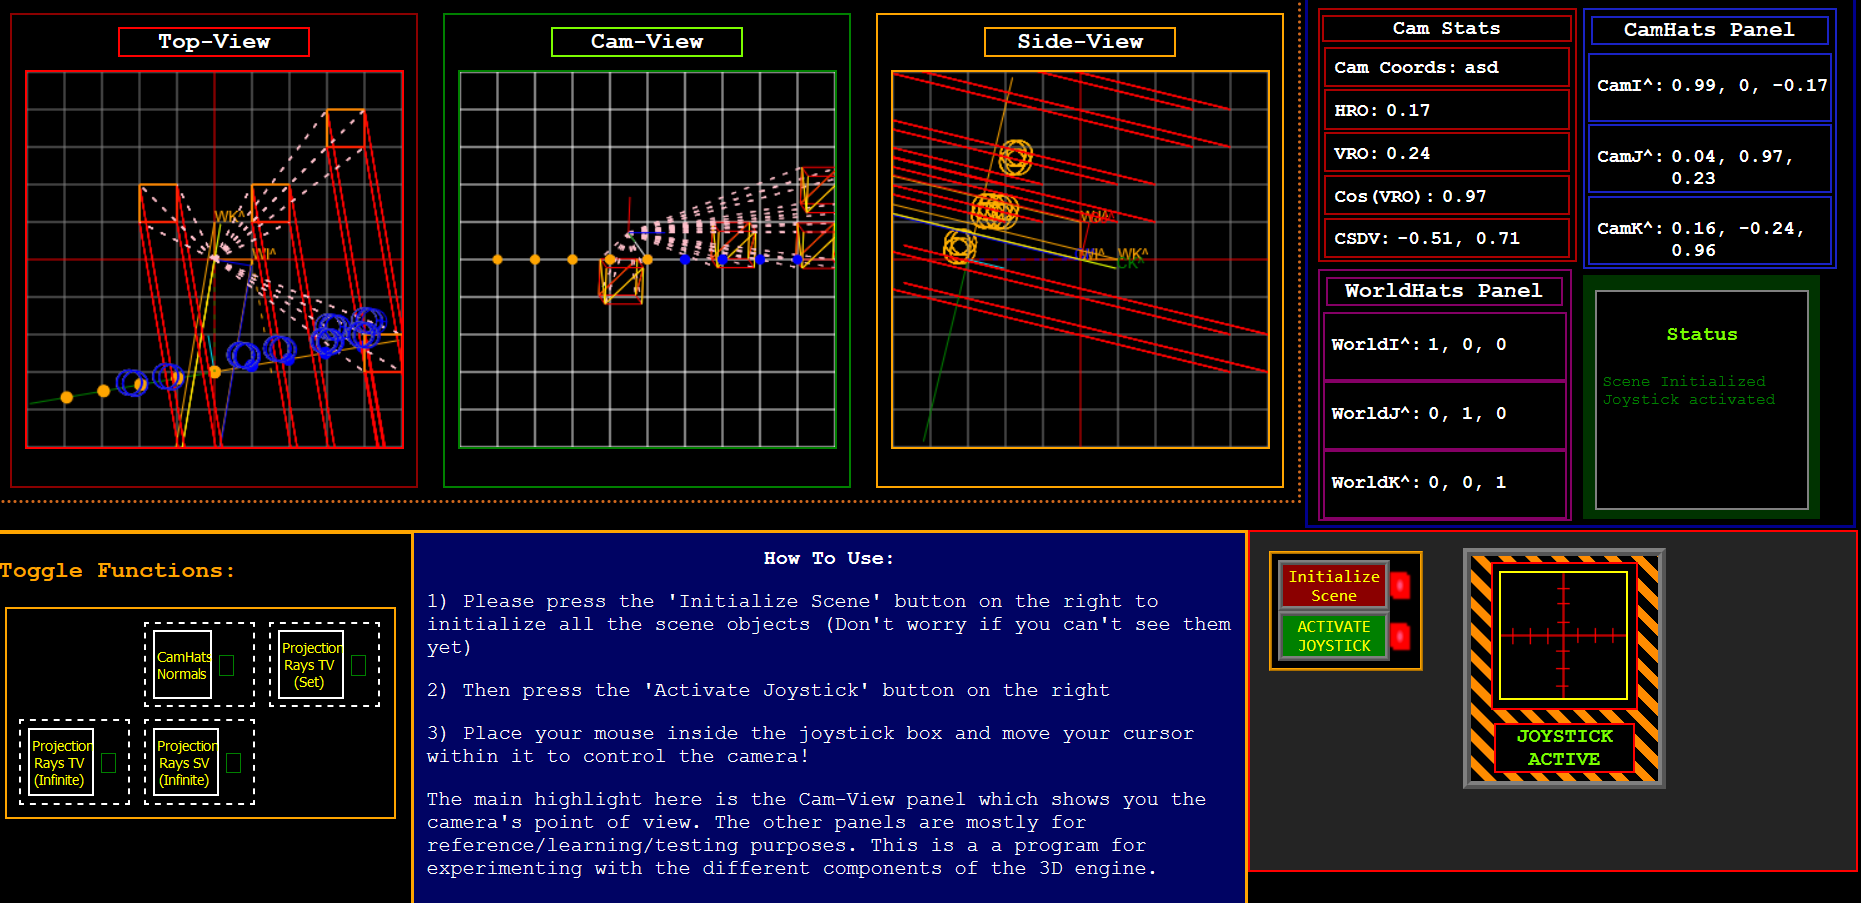 Top-View
WK^
WI^
Cam-View
Side-View
WJ^
WI^
WK^
CK^
Cam Stats
Cam Coords: asd
HRO: 0.17
VRO: 0.24
Cos(VRO): 0.97
CSDV: -0.51, 0.71
CamHats Panel
CamI^: 0.99, 0, -0.17
CamJ^: 0.04, 0.97,
0.23
CamK^: 0.16, -0.24,
0.96
WorldHats Panel
WorldI^: 1, 0, 0
WorldJ^: 0, 1, 0
WorldK^: 0, 0, 1
Status
Scene Initialized
Joystick activated
Toggle Functions:
CamHats
Normals
Projection
Rays TV
(Set)
Projection
Rays TV
(Infinite)
Projection
Rays SV
(Infinite)
How To Use:
1) Please press the 'Initialize Scene' button on the right to
initialize all the scene objects (Don't worry if you can't see them
yet)
2) Then press the 'Activate Joystick' button on the right
3) Place your mouse inside the joystick box and move your cursor
within it to control the camera!
The main highlight here is the Cam-View panel which shows you the
camera's point of view. The other panels are mostly for
reference/learning/testing purposes. This is a a program for
experimenting with the different components of the 3D engine.
Initialize
Scene
ACTIVATE
JOYSTICK
JOYSTICK
ACTIVE